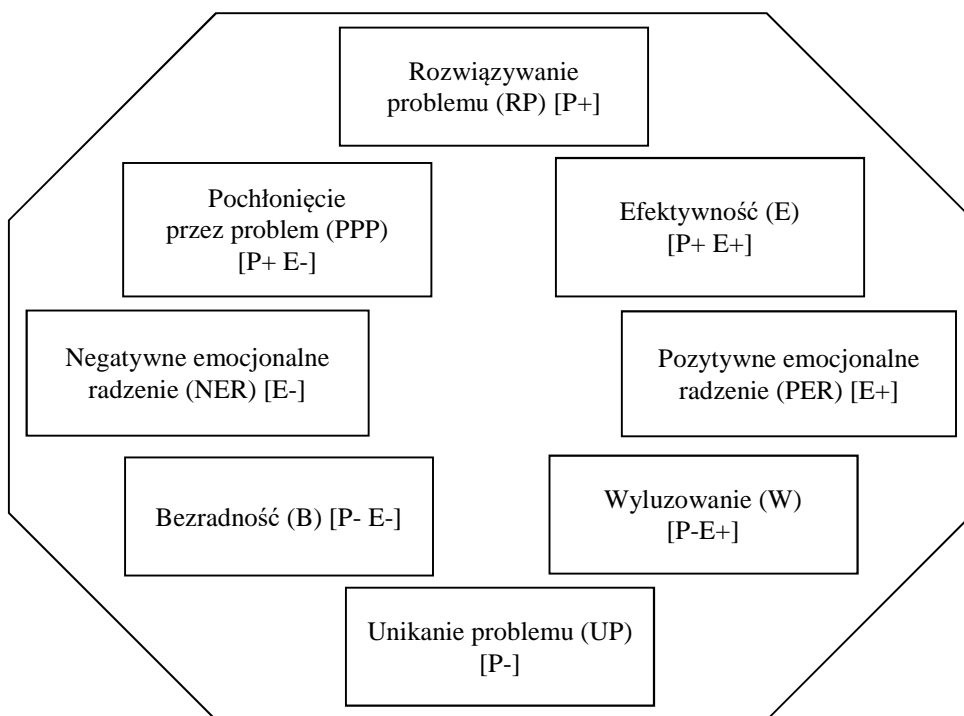 Rozwiązywanie
problemu (RP) [P+]
Pochłonięcie
przez problem (PPP)
[P+ E-]
Efektywność (E)
[P+ E+]
Negatywne emocjonalne
radzenie (NER) [E-]
Pozytywne emocjonalne
radzenie (PER) [E+]
Bezradność (B) [P- E-]
Wyluzowanie (W)
[P-E+]
Unikanie problemu (UP)
[P-]